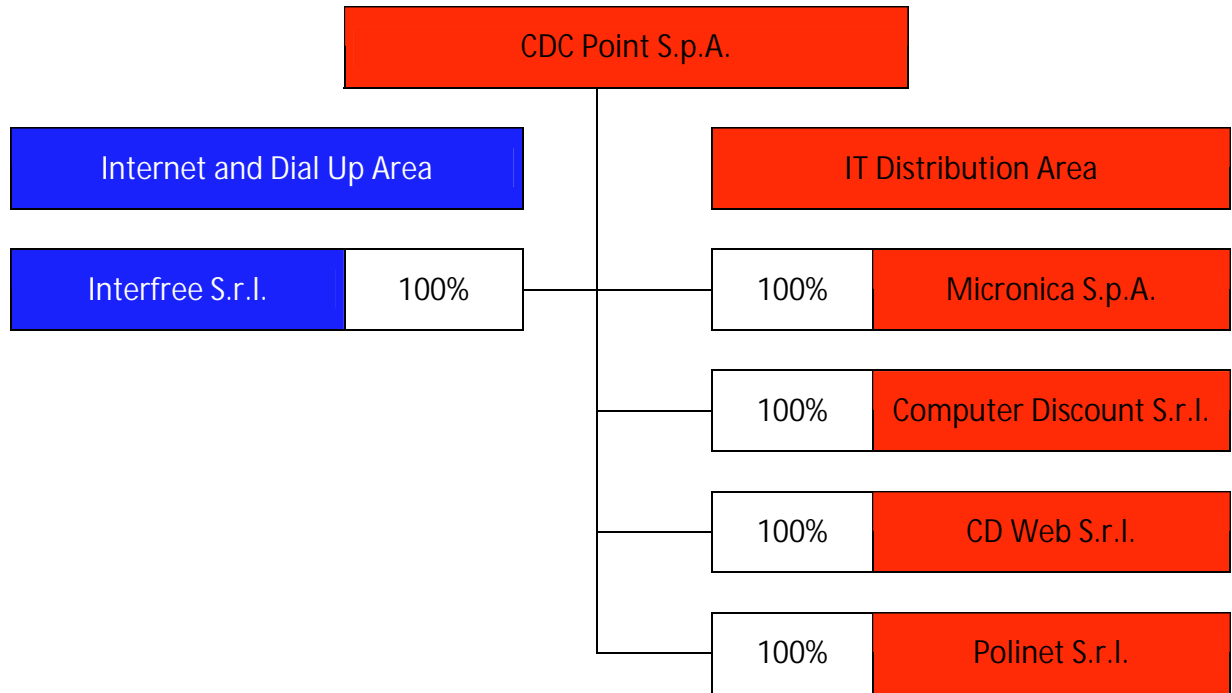 CDC Point S.p.A.
Internet and Dial Up Area
IT Distribution Area
Interfree S.r.l.
100%
100%
Micronica S.p.A.
100%
Computer Discount S.r.l.
100%
CD Web S.r.l.
100%
Polinet S.r.l.